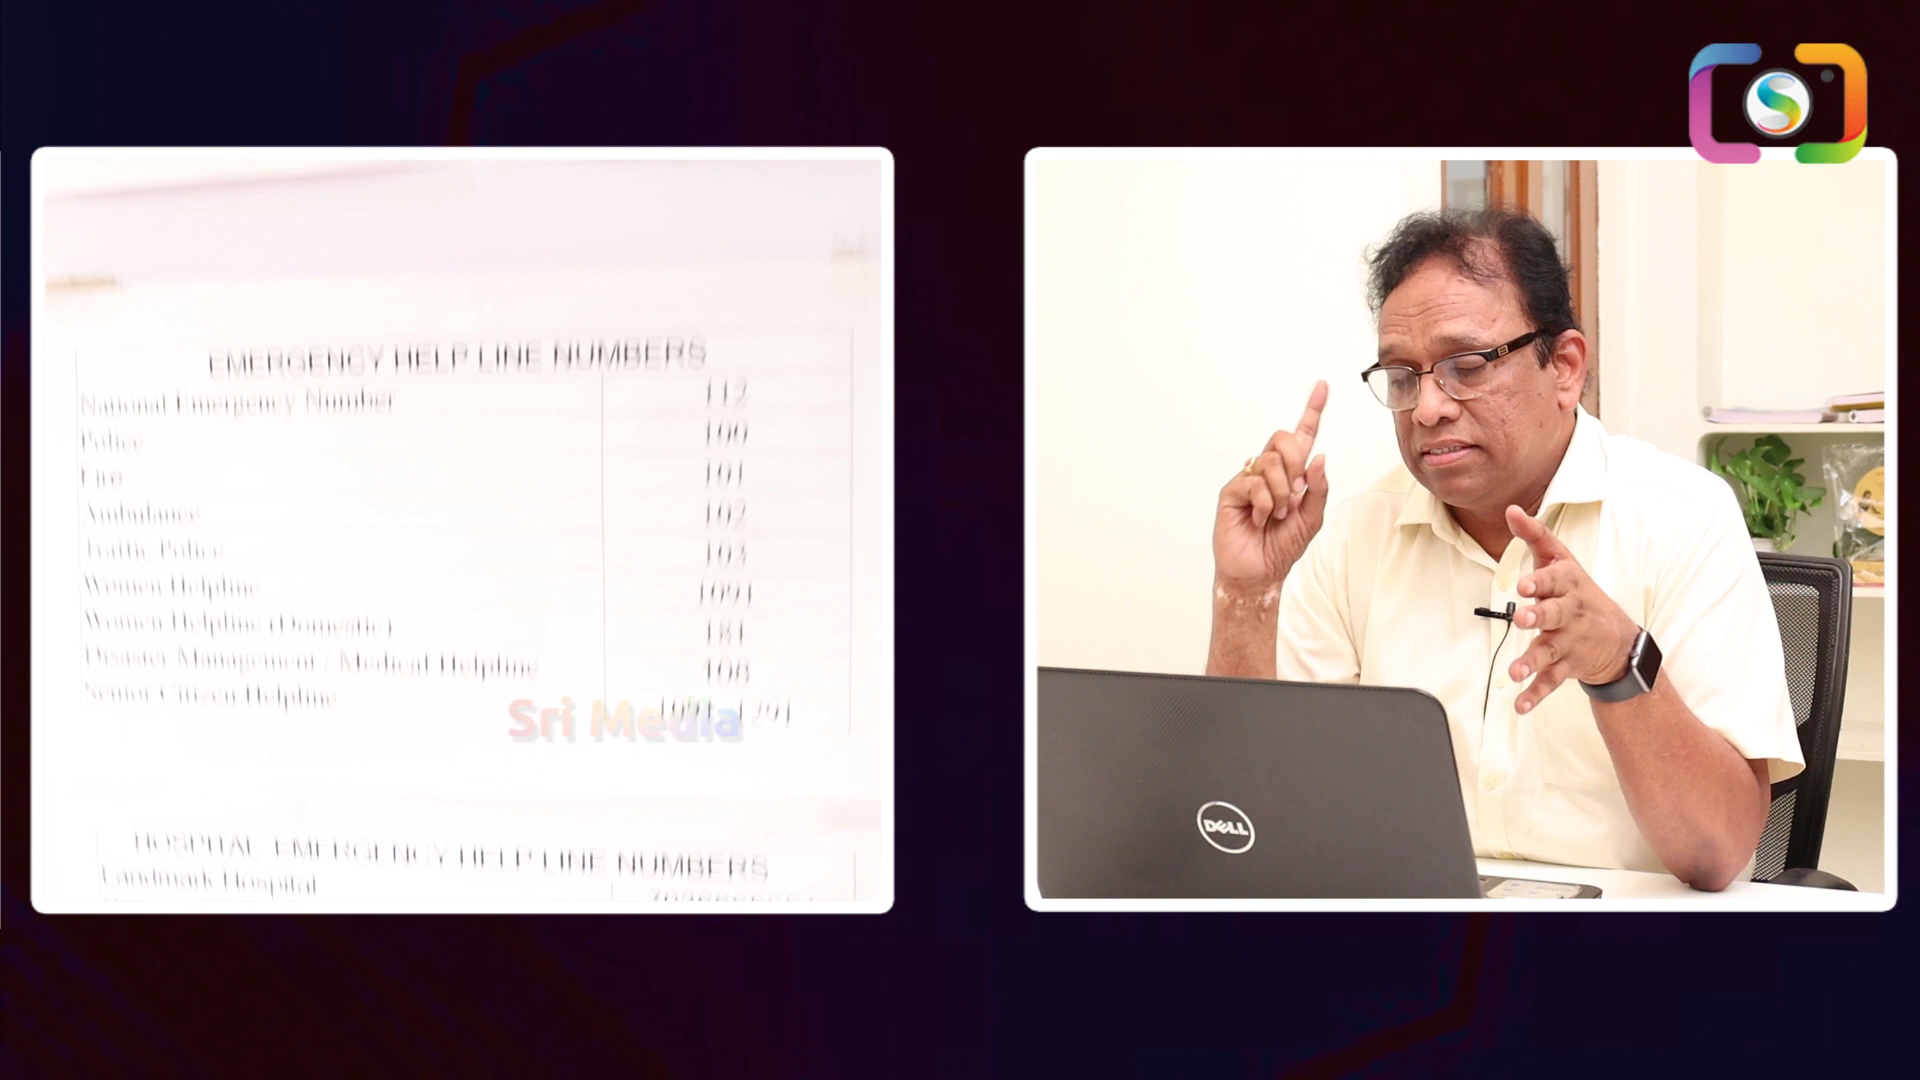 EMERGENCY HELP LINE NUMBERS
National Emergency Number 112
Police 100
Fire 101
Ambulance 102
Traffic Police 103
Women Helpline 1091
Women Helpline (Domestic) 181
Disaster Management / Medical Helpline 108
Senior Citizen Helpline 1091, 1291
Sri Media
HOSPITAL EMERGENCY HELP LINE NUMBERS
Landmark Hospital
DELL
S